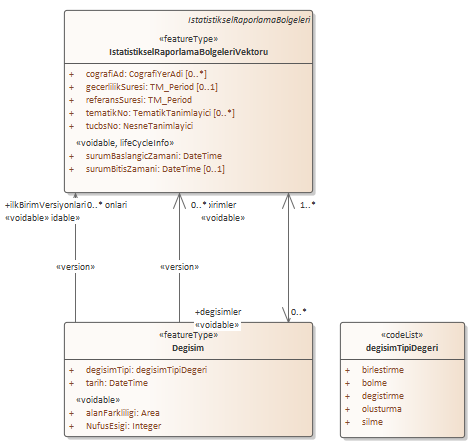 IstatistikselRaporlamaBolgeleri
«featureType»
IstatistikselRaporlamaBolgeleriVektoru
+ cografiAd: CografiYerAdi [0..*]
+ gecerlilikSuresi: TM_Period [0..1]
+ referansSuresi: TM_Period
+ tematikNo: TematikTanimlayici [0..*]
+ tucbsNo: NesneTanimlayici
«voidable, lifeCycleInfo»
+ surumBaslangicZamani: DateTime
+ surumBitisZamani: DateTime [0..1]
+ilkBirimVersiyonlari 0..* onlari 0..* birimler 1..*
«voidable» idable» «voidable»
«version» «version»
+degisimler 0..*
«voidable»
«featureType»
Degisim
+ degisimTipi: degisimTipiDegeri
+ tarih: DateTime
«voidable»
+ alanFarkliligi: Area
+ NufusEsigi: Integer
«codeList»
degisimTipiDegeri
+ birlestirme
+ bolme
+ degistirme
+ olusturma
+ silme